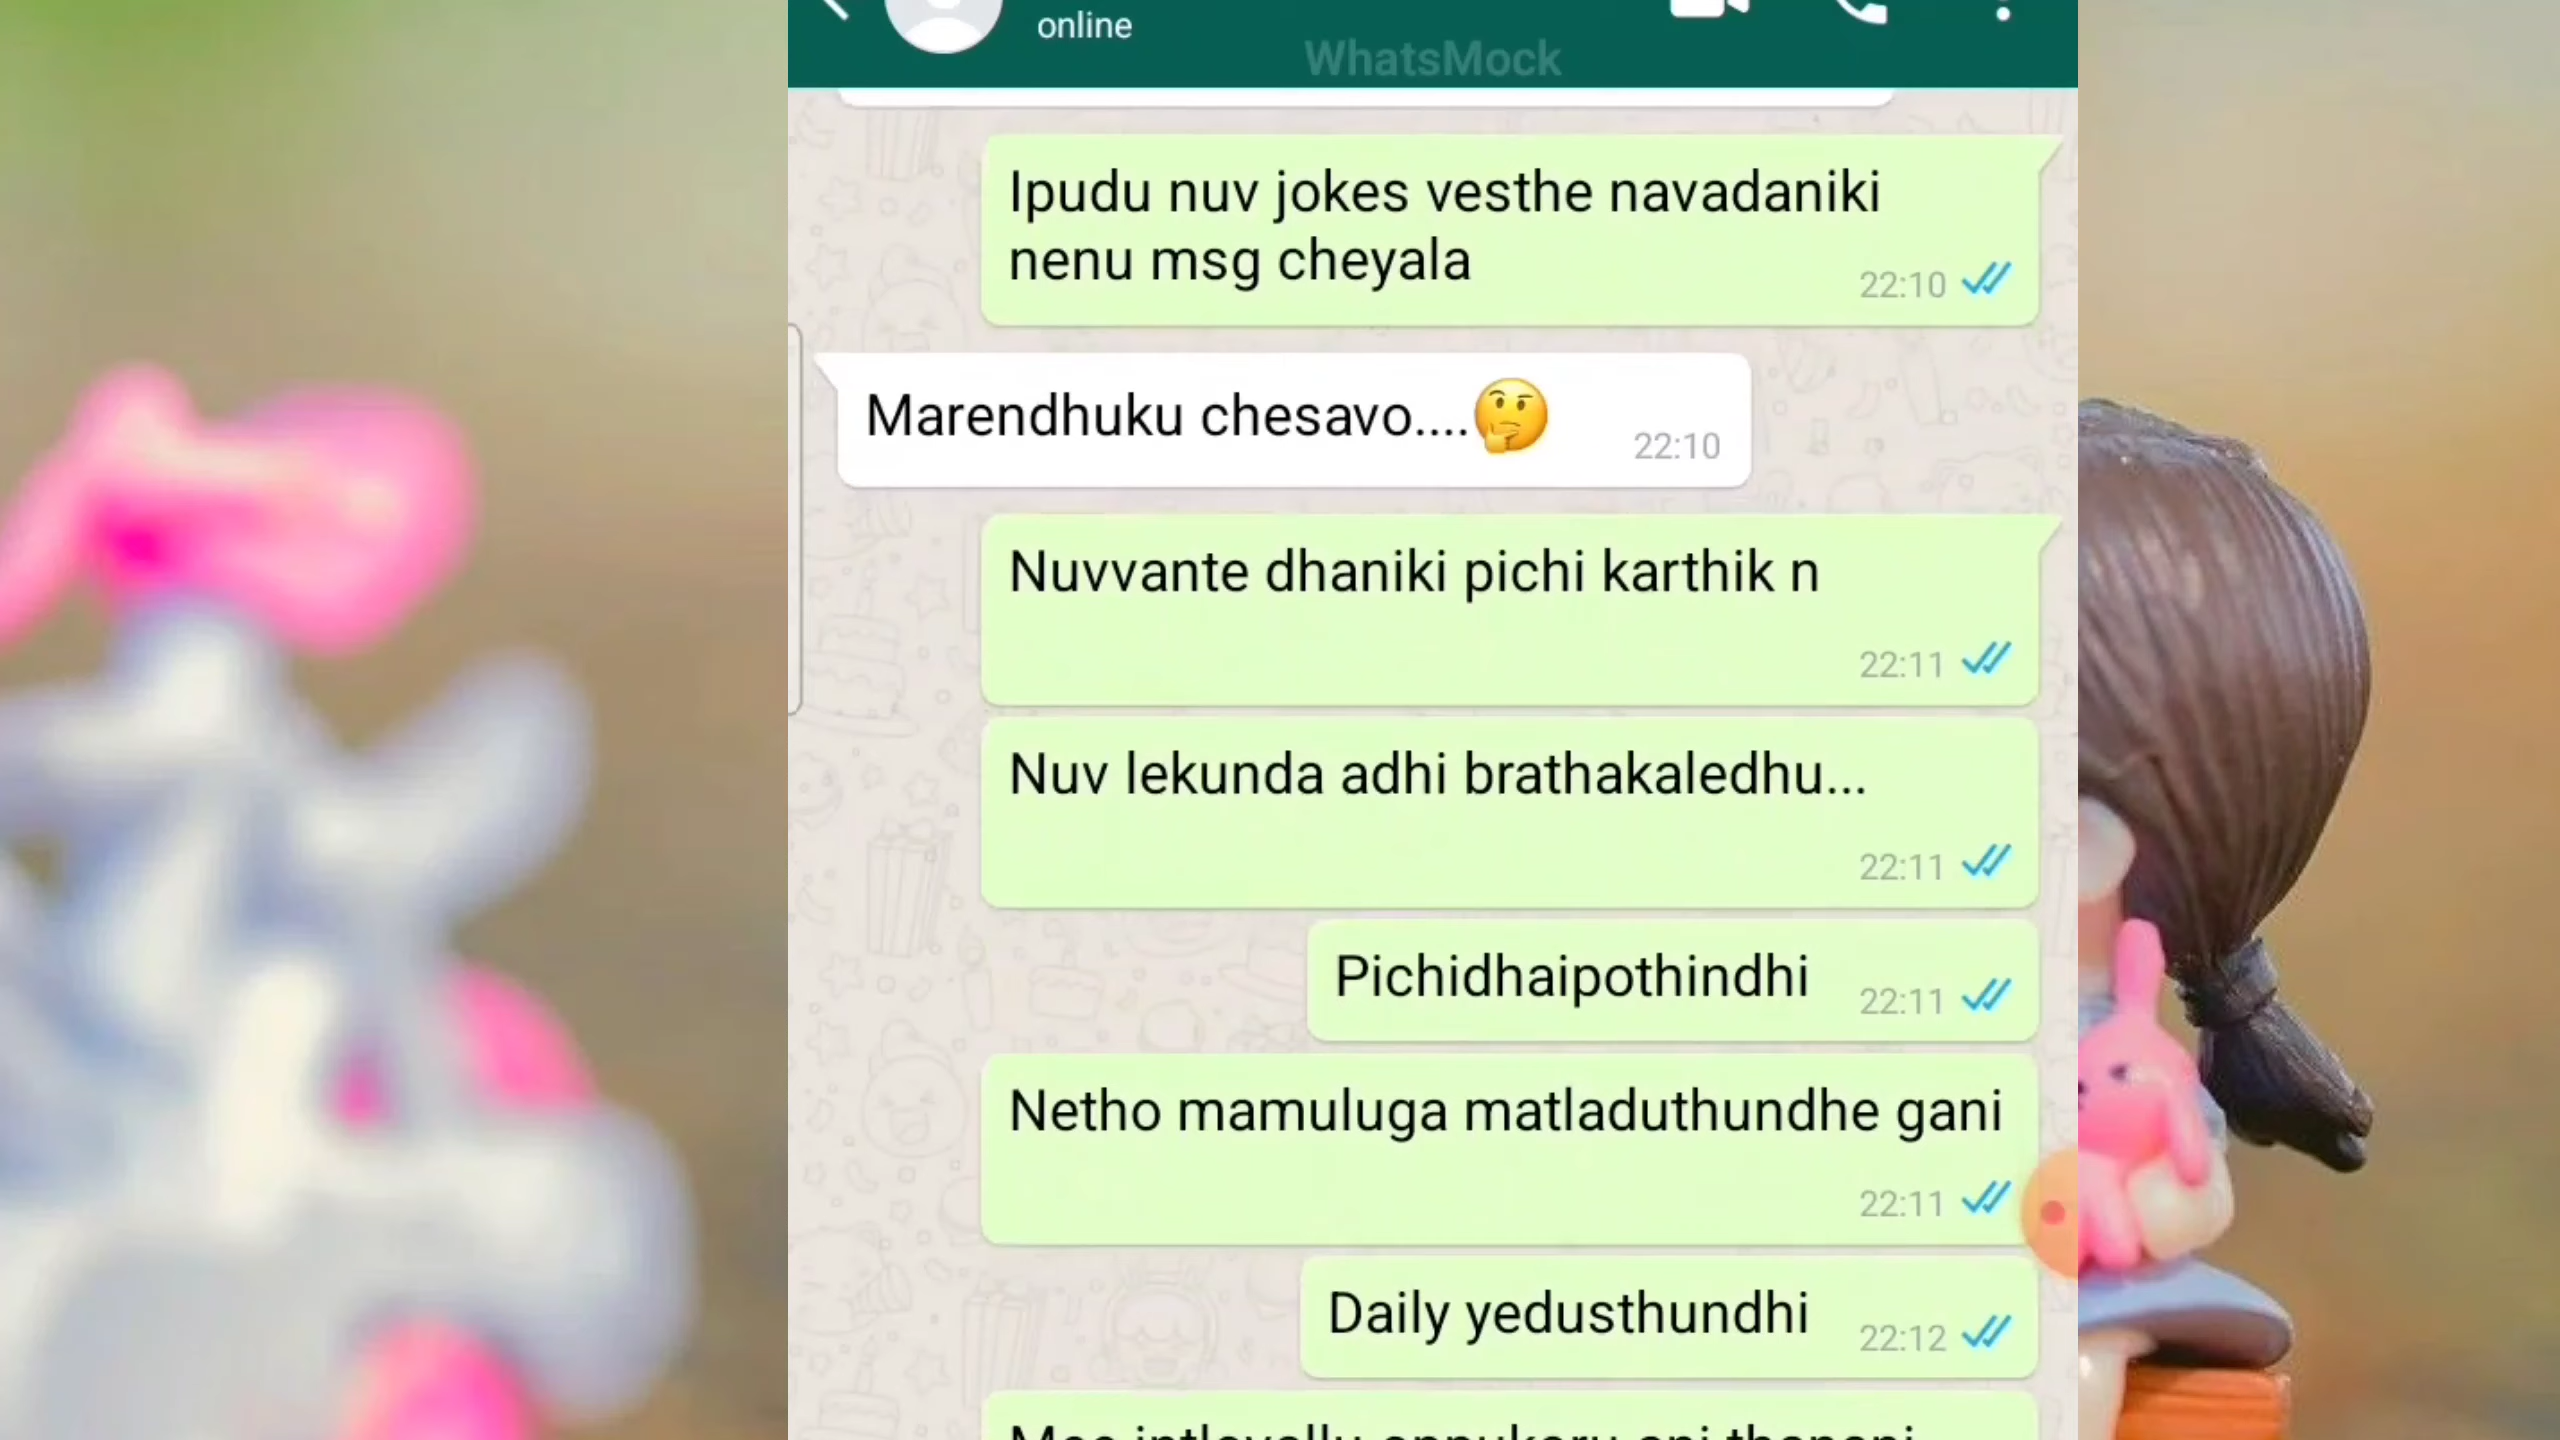 online
WhatsMock
Ipudu nuv jokes vesthe navadaniki
nenu msg cheyala
22:10
Marendhuku chesavo....🤔
22:10
Nuvvante dhaniki pichi karthik n
22:11
Nuv lekunda adhi brathakaledhu...
22:11
Pichidhaipothindhi
22:11
Netho mamuluga matladuthundhe gani
22:11
Daily yedusthundhi
22:12